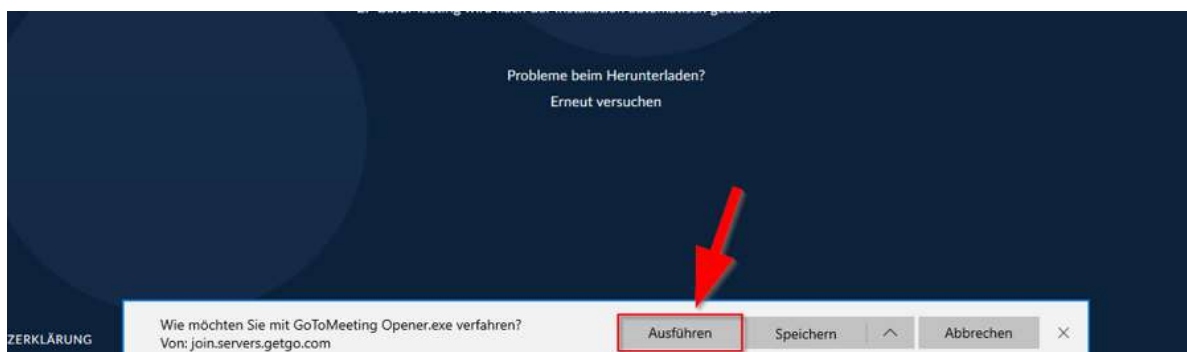 Probleme beim Herunterladen?
Erneut versuchen
Wie möchten Sie mit GoToMeeting Opener.exe verfahren?
Von: join.servers.getgo.com
Ausführen
Speichern
Abbrechen
ZERKLÄRUNG